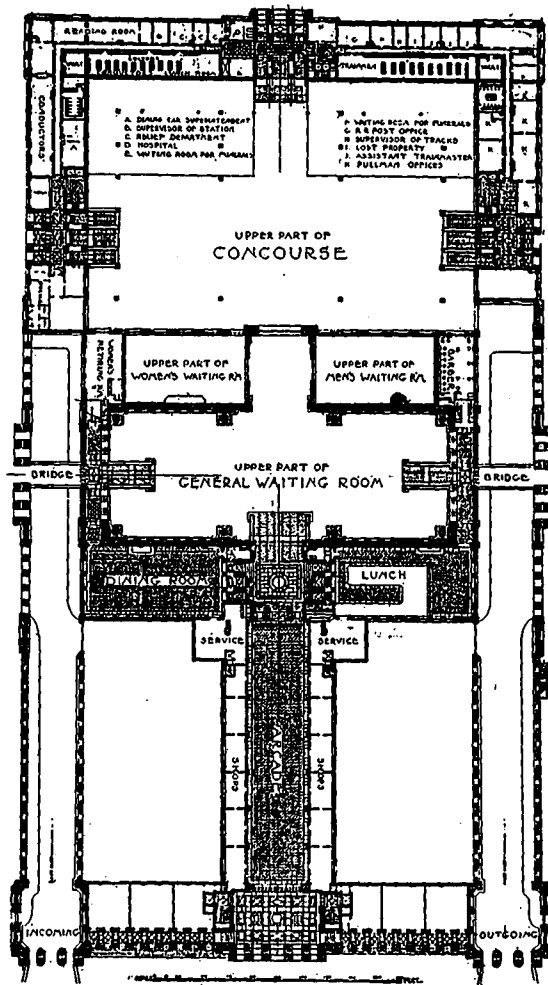 READING ROOM
CONDUCTORS'
A. DINING CAR SUPERINTENDENT
B. SUPERVISOR OF STATION
C. RELIEF DEPARTMENT
D. HOSPITAL
E. WAITING ROOM FOR FUNERALS
F. WAITING ROOM FOR FUNERALS
G. R R POST OFFICE
H SUPERVISOR OF TRACKS
I. LOST PROPERTY
J. ASSISTANT TRAINMASTER
K PULLMAN OFFICES
UPPER PART OF
CONCOURSE
UPPER PART OF
WOMEN'S WAITING RM
UPPER PART OF
MEN'S WAITING RM.
BRIDGE
UPPER PART OF
GENERAL WAITING ROOM
BRIDGE
DINING ROOM
LUNCH
SERVICE
SERVICE
SHOPS
ARCADE
SHOPS
INCOMING
OUTGOING